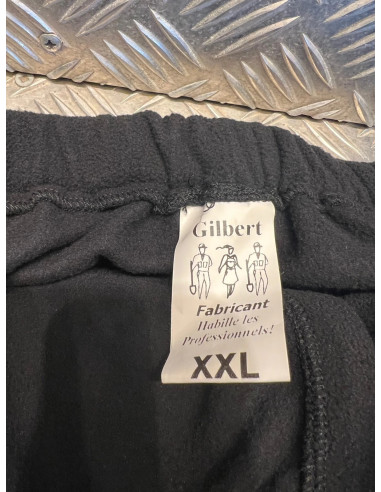 Gilbert
Fabricant
Habille les
Professionnels!
XXL